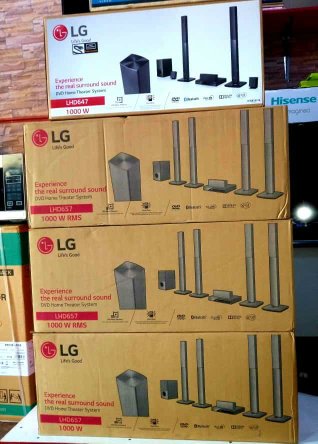 LG
Life's Good
Experience
the real surround sound
DVD Home Theater System
LHD647
1000 W
Hisense
LG
Life's Good
Experience
the real surround sound
DVD Home Theater System
LHD657
1000 W RMS
LG
Life's Good
Experience
the real surround sound
DVD Home Theater System
LHD657
1000 W RMS
LG
Life's Good
Experience
the real surround sound
DVD Home Theater System
LHD657
1000 W RMS